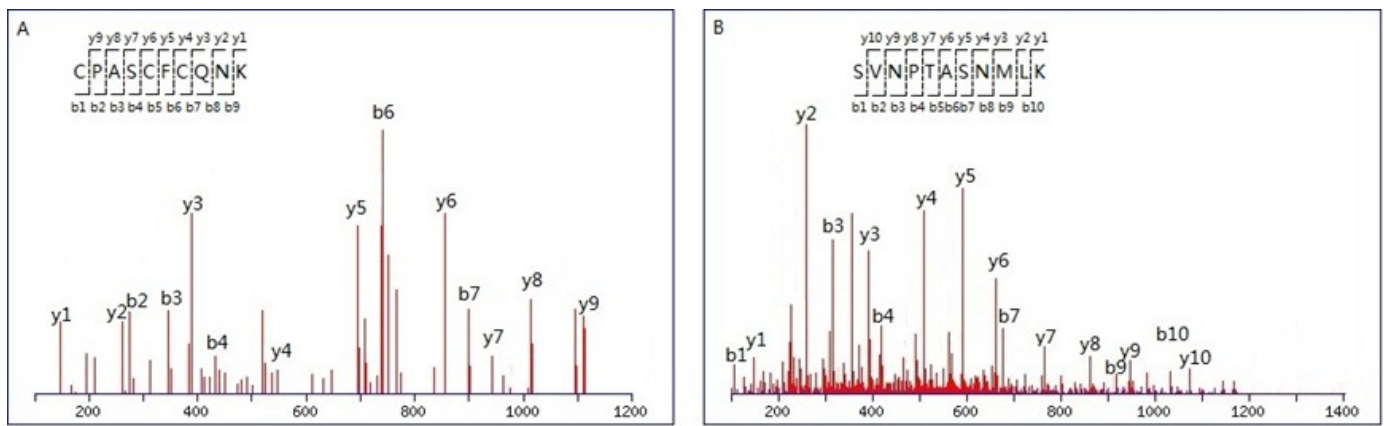 A
y9 y8 y7 y6 y5 y4 y3 y2 y1
C P A S C F C Q N K
b1 b2 b3 b4 b5 b6 b7 b8 b9
b6
y3
y5
y6
y1
y2
b2
b3
b4
y4
b7
y7
y8
y9
200 400 600 800 1000 1200
B
y10 y9 y8 y7 y6 y5 y4 y3 y2 y1
S V N P T A S N M L K
b1 b2 b3 b4 b5 b6 b7 b8 b9 b10
y2
b3
y3
y4
y5
y6
b1
y1
b4
b7
y7
y8
b9
y9
b10
y10
200 400 600 800 1000 1200 1400